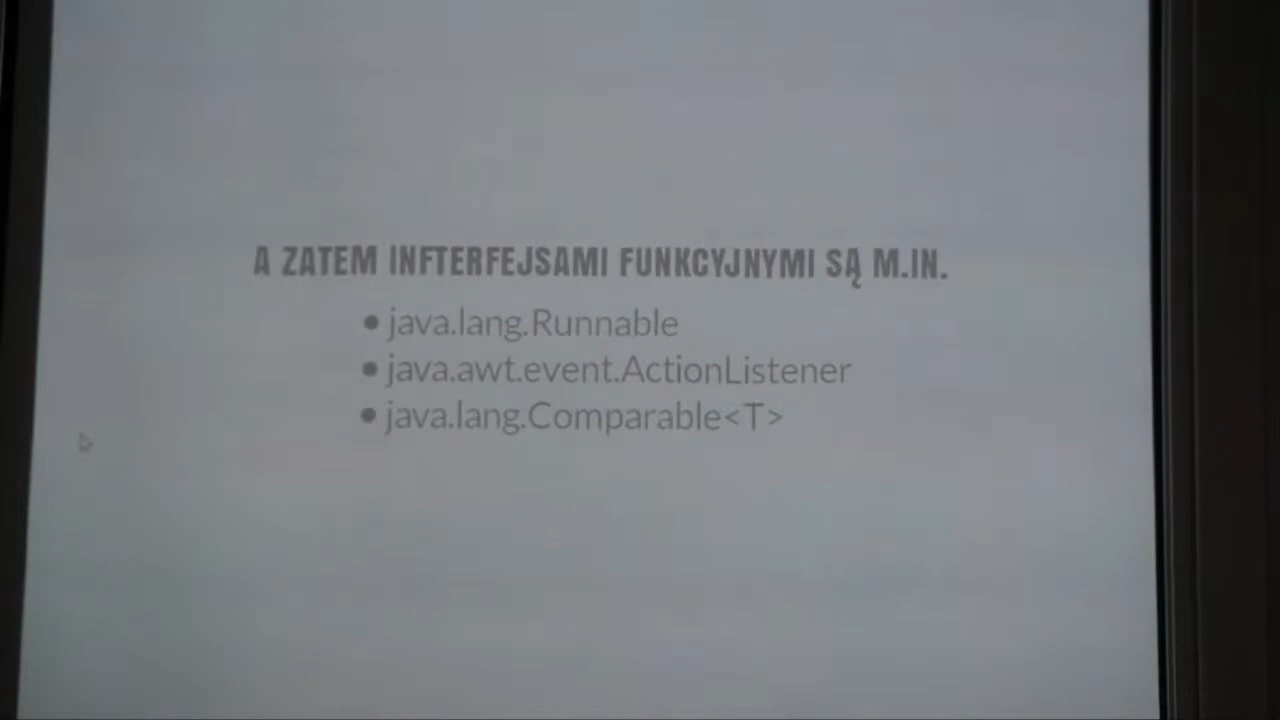 A ZATEM INFTERFEJSAMI FUNKCYJNYMI SĄ M.IN.
• java.lang.Runnable
• java.awt.event.ActionListener
• java.lang.Comparable<T>